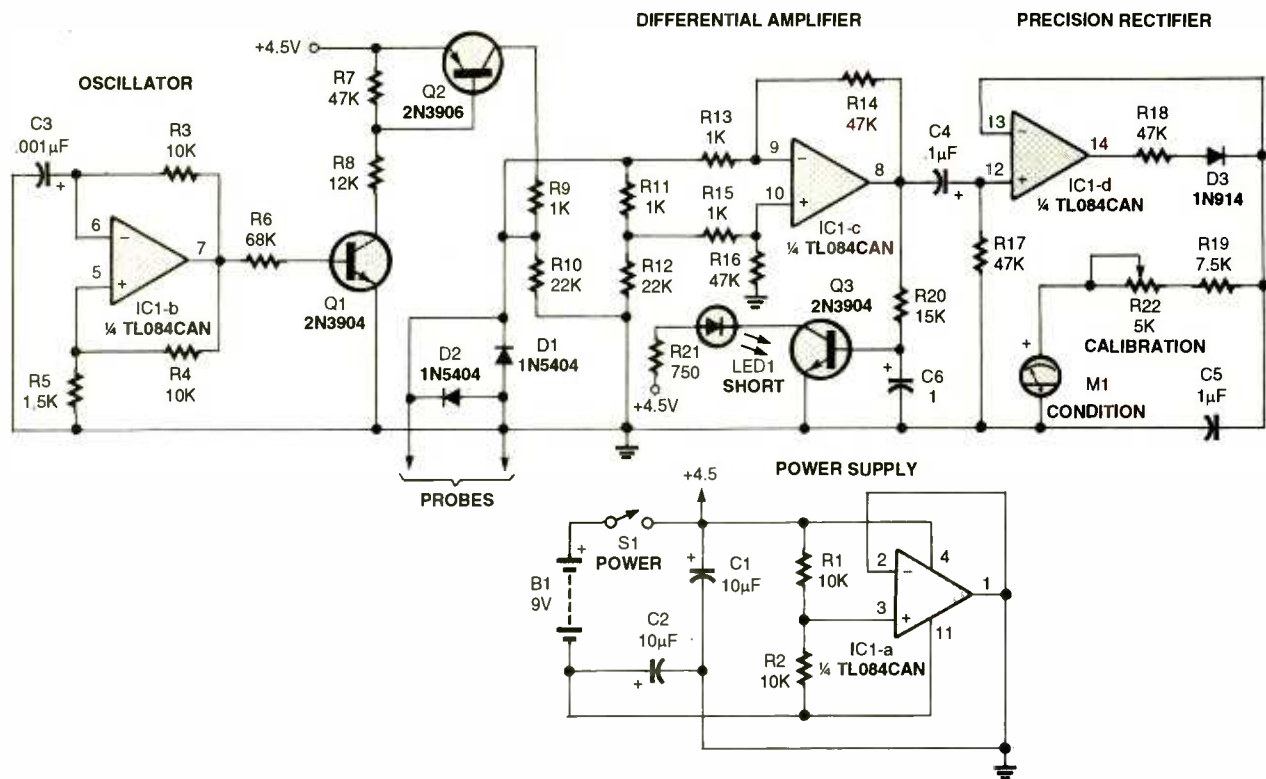 DIFFERENTIAL AMPLIFIER
PRECISION RECTIFIER
+4.5V
OSCILLATOR
R7
47K
Q2
2N3906
R14
47K
C3
.001µF
+
R3
10K
R8
12K
R13
1K
9
−
8
10
+
IC1-c
¼ TL084CAN
C4
.1µF
+
13
−
14
12
+
IC1-d
¼ TL084CAN
R18
47K
D3
1N914
R9
1K
R11
1K
R15
1K
6
−
7
5
+
IC1-b
¼ TL084CAN
R6
68K
Q1
2N3904
R10
22K
R12
22K
R16
47K
Q3
2N3904
R17
47K
R19
7.5K
R22
5K
CALIBRATION
R20
15K
R5
1.5K
R4
10K
D2
1N5404
D1
1N5404
R21
750
+4.5V
LED1
SHORT
+
C6
1
+
M1
CONDITION
C5
1µF
PROBES
POWER SUPPLY
+4.5
S1
POWER
+
B1
9V
+
C1
10µF
C2
10µF
+
R1
10K
R2
10K
2
−
4
1
3
+
11
IC1-a
¼ TL084CAN